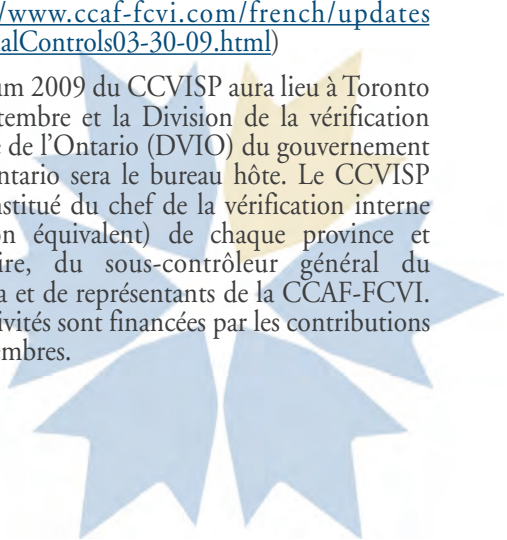 /www.ccaf-fcvi.com/french/updates
alControls03-30-09.html)
um 2009 du CCVISP aura lieu à Toronto
tembre et la Division de la vérification
e de l'Ontario (DVIO) du gouvernement
ntario sera le bureau hôte. Le CCVISP
nstitué du chef de la vérification interne
on équivalent) de chaque province et
ire, du sous-contrôleur général du
a et de représentants de la CCAF-FCVI.
ivités sont financées par les contributions
embres.